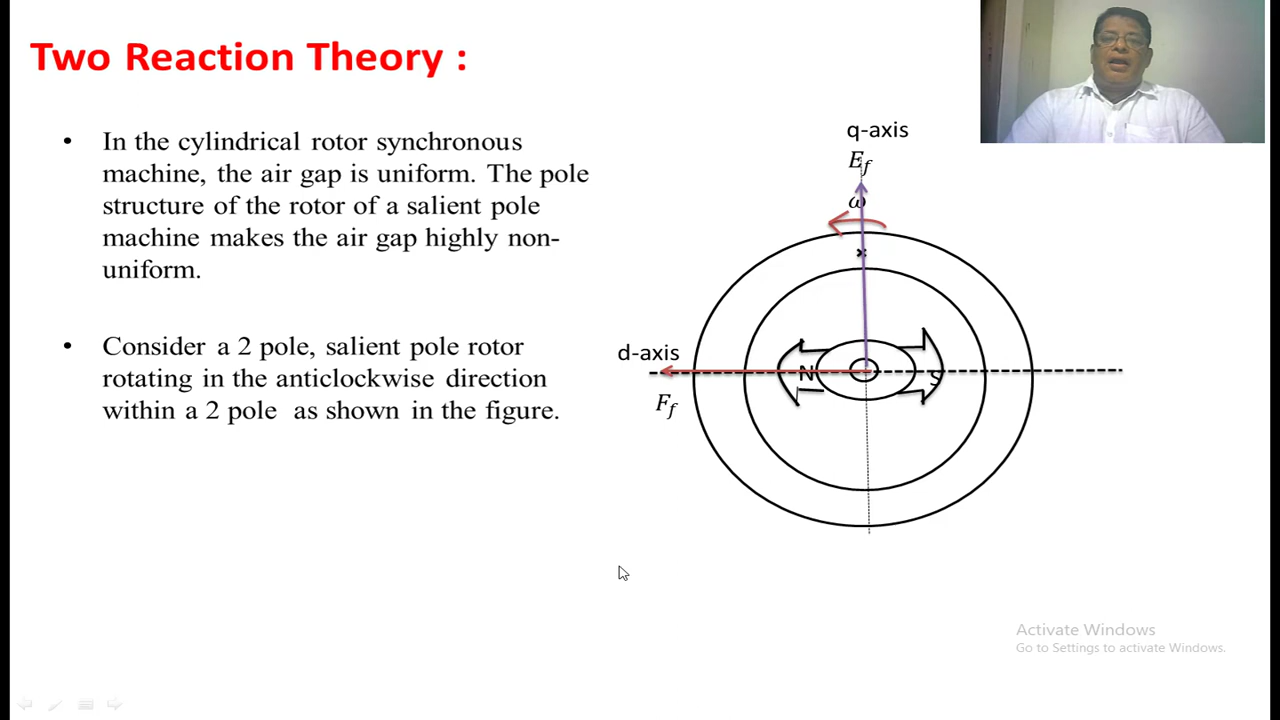 Two Reaction Theory :
• In the cylindrical rotor synchronous
machine, the air gap is uniform. The pole
structure of the rotor of a salient pole
machine makes the air gap highly non-
uniform.
• Consider a 2 pole, salient pole rotor
rotating in the anticlockwise direction
within a 2 pole as shown in the figure.
q-axis
E_f
ω
×
d-axis
N
S
F_f
Activate Windows
Go to Settings to activate Windows.